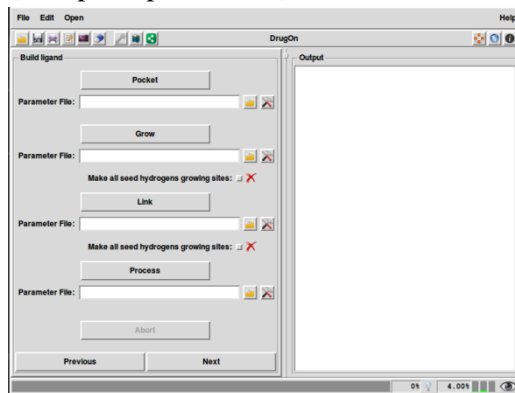 File Edit Open Help
DrugOn
Build ligand
Output
Pocket
Parameter File:
Grow
Parameter File:
Make all seed hydrogens growing sites:
Link
Parameter File:
Make all seed hydrogens growing sites:
Process
Parameter File:
Abort
Previous Next
0% 4.00%